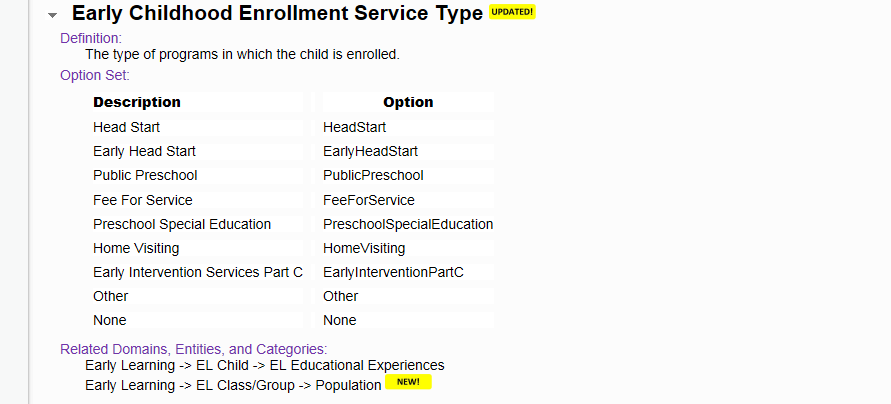 Early Childhood Enrollment Service Type UPDATED!
Definition:
The type of programs in which the child is enrolled.
Option Set:
Description Option
Head Start HeadStart
Early Head Start EarlyHeadStart
Public Preschool PublicPreschool
Fee For Service FeeForService
Preschool Special Education PreschoolSpecialEducation
Home Visiting HomeVisiting
Early Intervention Services Part C EarlyInterventionPartC
Other Other
None None
Related Domains, Entities, and Categories:
Early Learning -> EL Child -> EL Educational Experiences
Early Learning -> EL Class/Group -> Population NEW!